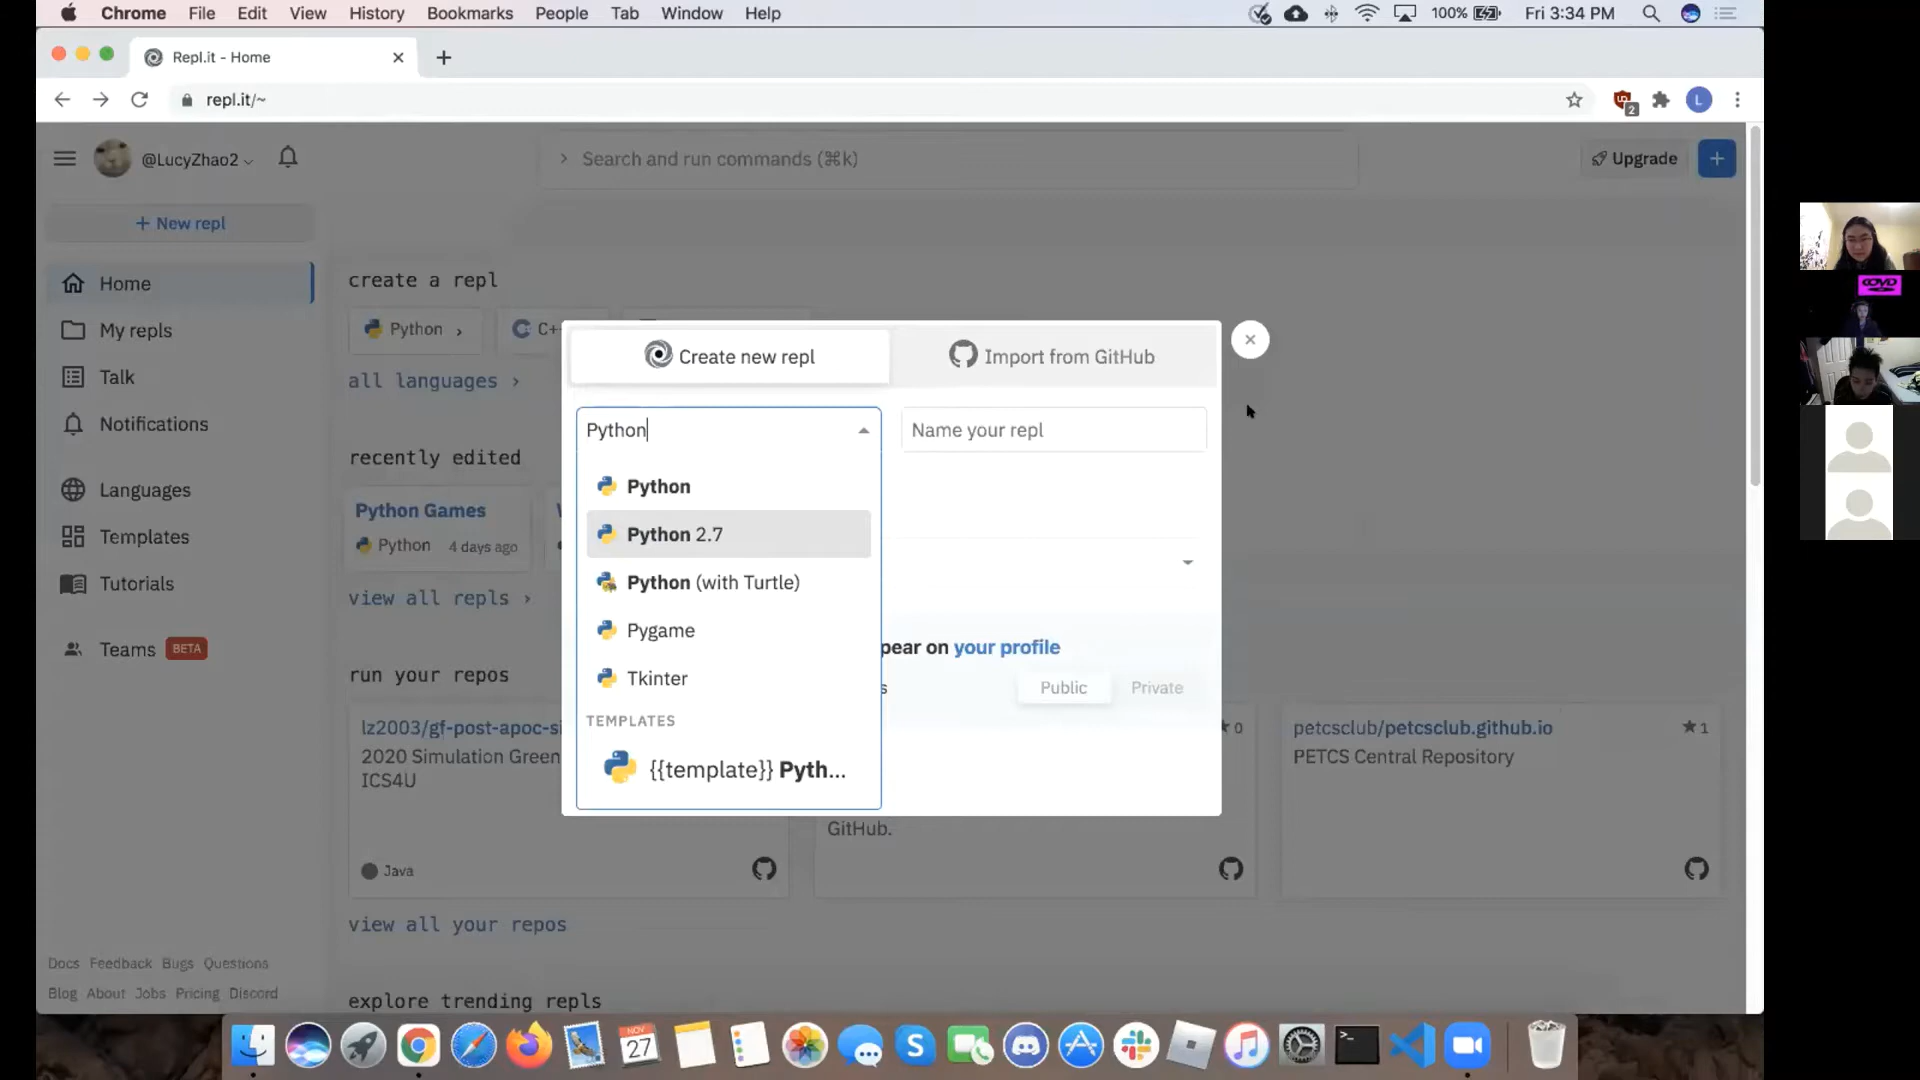 Chrome File Edit View History Bookmarks People Tab Window Help
100% Fri 3:34 PM
Repl.it - Home
repl.it/~
2
L
@LucyZhao2
Search and run commands (⌘k)
Upgrade
+ New repl
Home
My repls
Talk
Notifications
Languages
Templates
Tutorials
Teams BETA
Docs Feedback Bugs Questions
Blog About Jobs Pricing Discord
create a repl
Python
C+
all languages
recently edited
Python Games
Python 4 days ago
view all repls
run your repos
lz2003/gf-post-apoc-si
2020 Simulation Green
ICS4U
Java
GitHub.
0
petcsclub/petcsclub.github.io
1
PETCS Central Repository
view all your repos
explore trending repls
Create new repl
Import from GitHub
Python
Name your repl
Python
Python 2.7
Python (with Turtle)
Pygame
Tkinter
TEMPLATES
{{template}} Pyth...
pear on your profile
s
Public Private
NOV
27